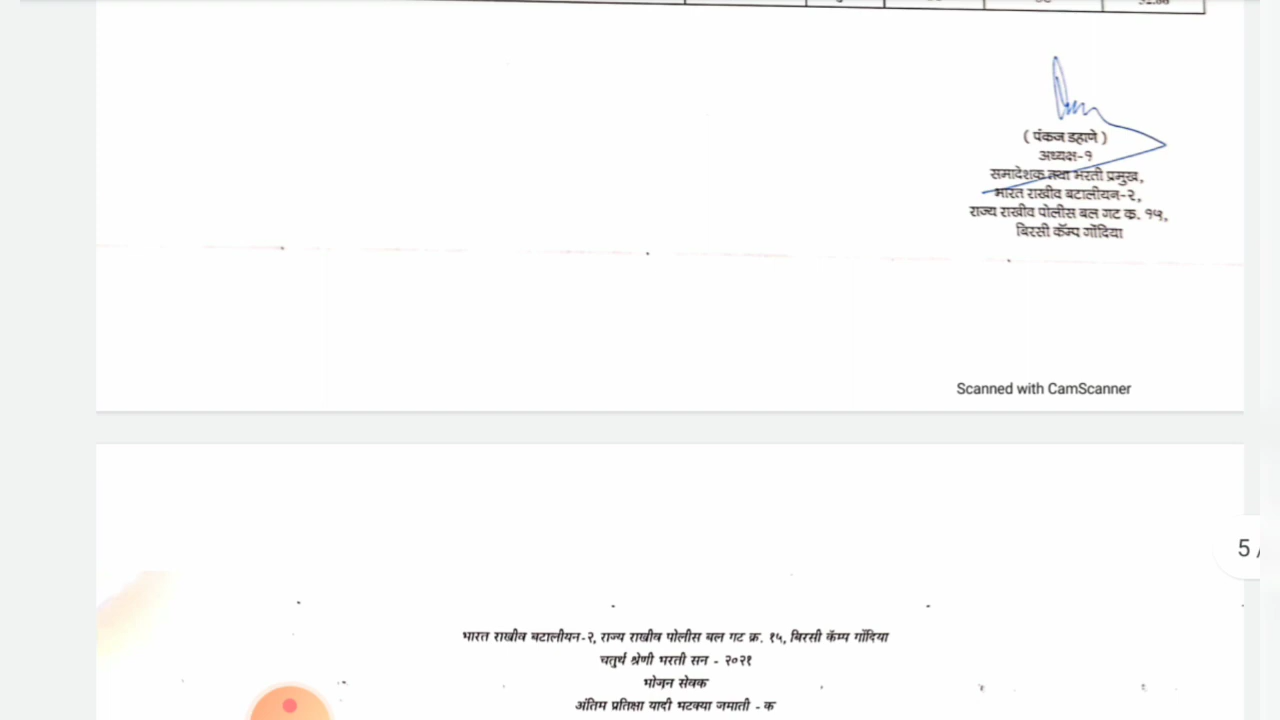 ( पंकज डहाणे )
अध्यक्ष-१
समादेशक तथा भरती प्रमुख,
भारत राखीव बटालीयन-२,
राज्य राखीव पोलीस बल गट क. १५,
बिरसी कॅम्प गोंदिया
Scanned with CamScanner
5 /
भारत राखीव बटालीयन-२, राज्य राखीव पोलीस बल गट क्र. १५, बिरसी कॅम्प गोंदिया
चतुर्थ श्रेणी भरती सन - २०२१
भोजन सेवक
अंतिम प्रतिक्षा यादी भटक्या जमाती - क